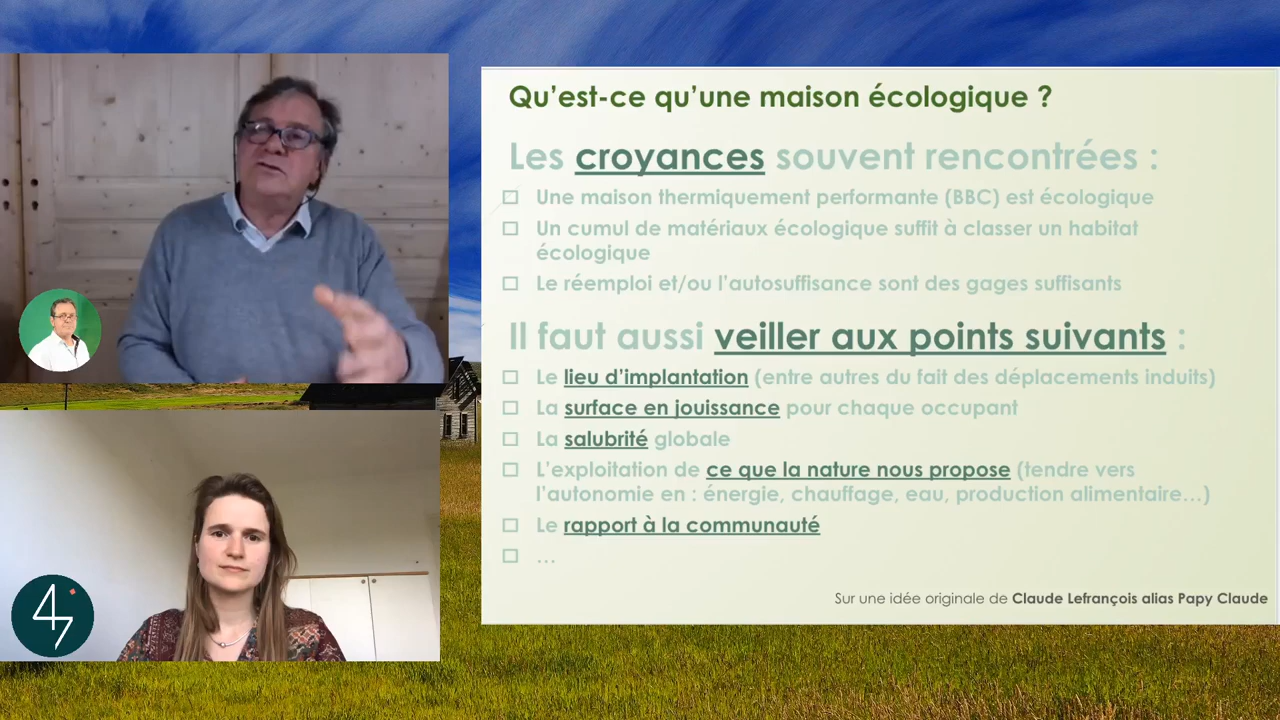 Qu'est-ce qu'une maison écologique ?
Les croyances souvent rencontrées :
Une maison thermiquement performante (BBC) est écologique
Un cumul de matériaux écologique suffit à classer un habitat
écologique
Le réemploi et/ou l'autosuffisance sont des gages suffisants
Il faut aussi veiller aux points suivants :
Le lieu d'implantation (entre autres du fait des déplacements induits)
La surface en jouissance pour chaque occupant
La salubrité globale
L'exploitation de ce que la nature nous propose (tendre vers
l'autonomie en : énergie, chauffage, eau, production alimentaire…)
Le rapport à la communauté
…
Sur une idée originale de Claude Lefrançois alias Papy Claude
47